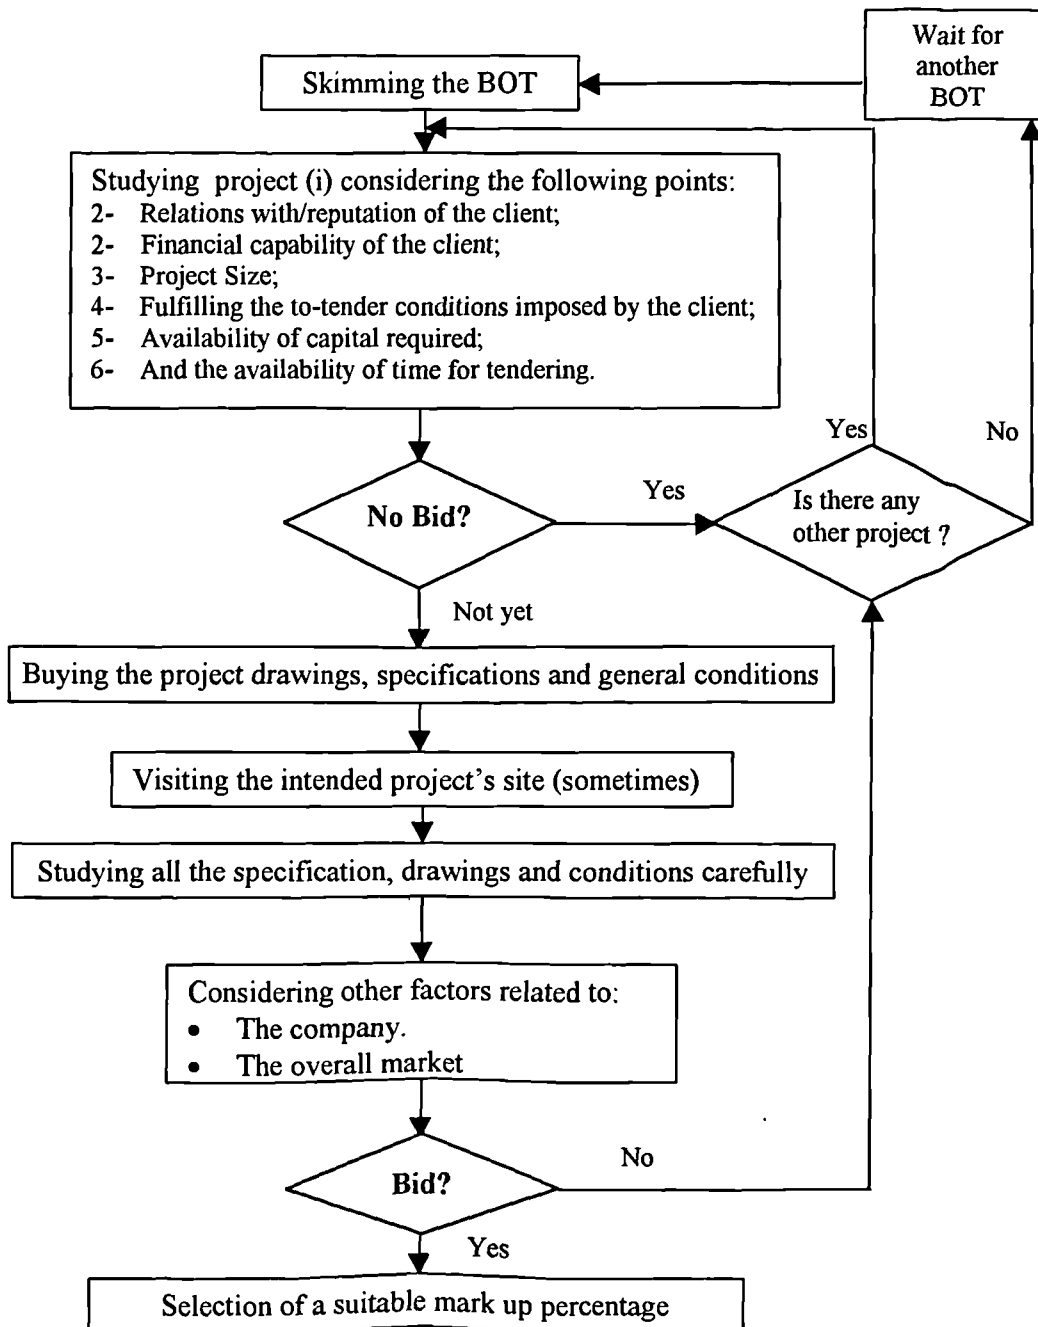 Wait for
another
BOT
Skimming the BOT
Studying project (i) considering the following points:
2- Relations with/reputation of the client;
2- Financial capability of the client;
3- Project Size;
4- Fulfilling the to-tender conditions imposed by the client;
5- Availability of capital required;
6- And the availability of time for tendering.
Yes
No
No Bid?
Yes
Is there any
other project ?
Not yet
Buying the project drawings, specifications and general conditions
Visiting the intended project's site (sometimes)
Studying all the specification, drawings and conditions carefully
Considering other factors related to:
• The company.
• The overall market
No
Bid?
Yes
Selection of a suitable mark up percentage